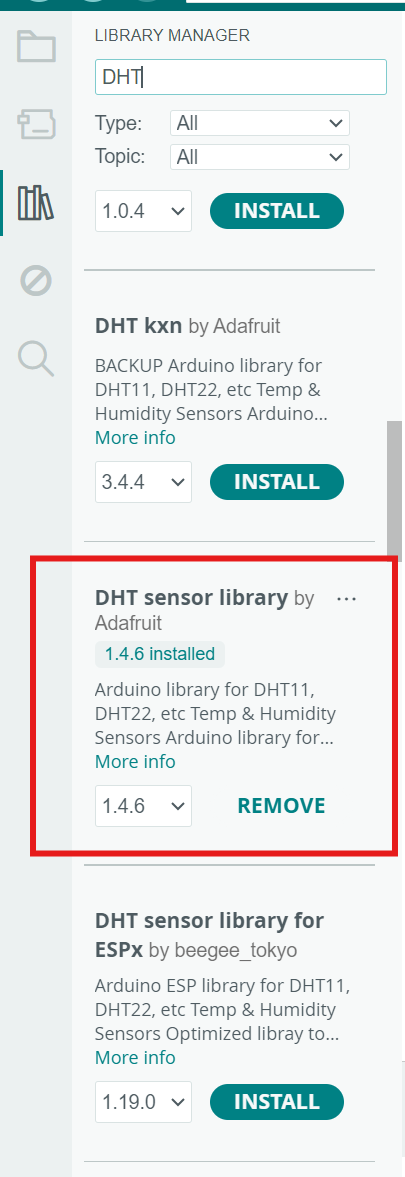 LIBRARY MANAGER
DHT
Type: All
Topic: All
1.0.4 INSTALL
DHT kxn by Adafruit
BACKUP Arduino library for
DHT11, DHT22, etc Temp &
Humidity Sensors Arduino...
More info
3.4.4 INSTALL
DHT sensor library by ...
Adafruit
1.4.6 installed
Arduino library for DHT11,
DHT22, etc Temp & Humidity
Sensors Arduino library for...
More info
1.4.6 REMOVE
DHT sensor library for
ESPx by beegee_tokyo
Arduino ESP library for DHT11,
DHT22, etc Temp & Humidity
Sensors Optimized libray to...
More info
1.19.0 INSTALL